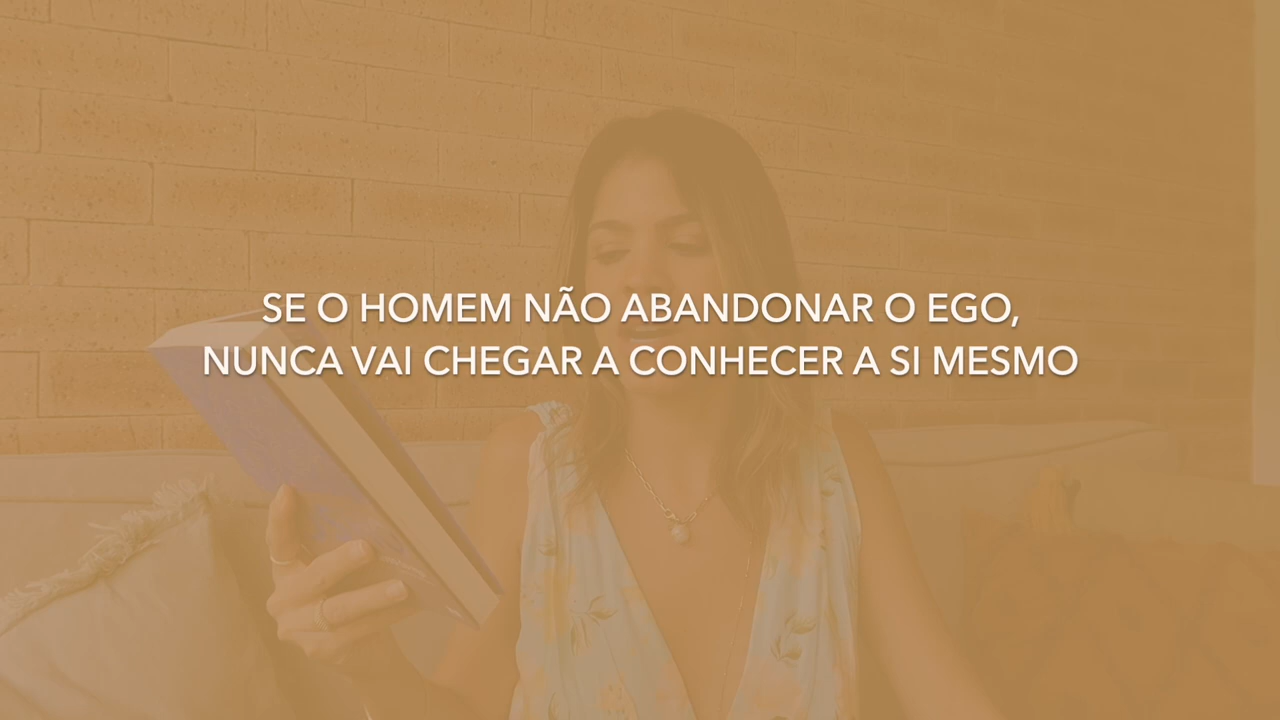 SE O HOMEM NÃO ABANDONAR O EGO,
NUNCA VAI CHEGAR A CONHECER A SI MESMO